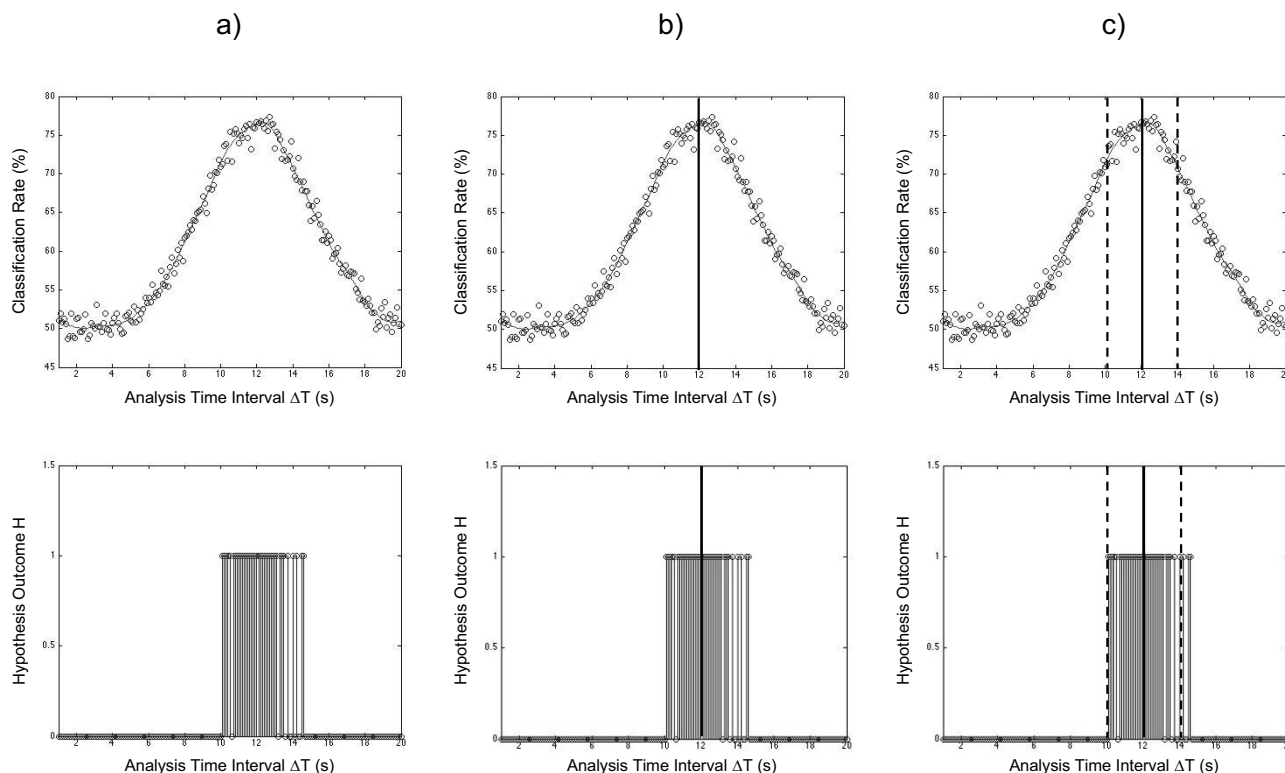 a)
b)
c)
80
75
70
65
60
55
50
45
Classification Rate (%)
2 4 6 8 10 12 14 16 18 20
Analysis Time Interval ΔT (s)
80
75
70
65
60
55
50
45
Classification Rate (%)
2 4 6 8 10 12 14 16 18 20
Analysis Time Interval ΔT (s)
80
75
70
65
60
55
50
45
Classification Rate (%)
2 4 6 8 10 12 14 16 18 20
Analysis Time Interval ΔT (s)
1.5
1
0.5
0
Hypothesis Outcome H
2 4 6 8 10 12 14 16 18 20
Analysis Time Interval ΔT (s)
1.5
1
0.5
0
Hypothesis Outcome H
2 4 6 8 10 12 14 16 18 20
Analysis Time Interval ΔT (s)
1.5
1
0.5
0
Hypothesis Outcome H
2 4 6 8 10 12 14 16 18 20
Analysis Time Interval ΔT (s)